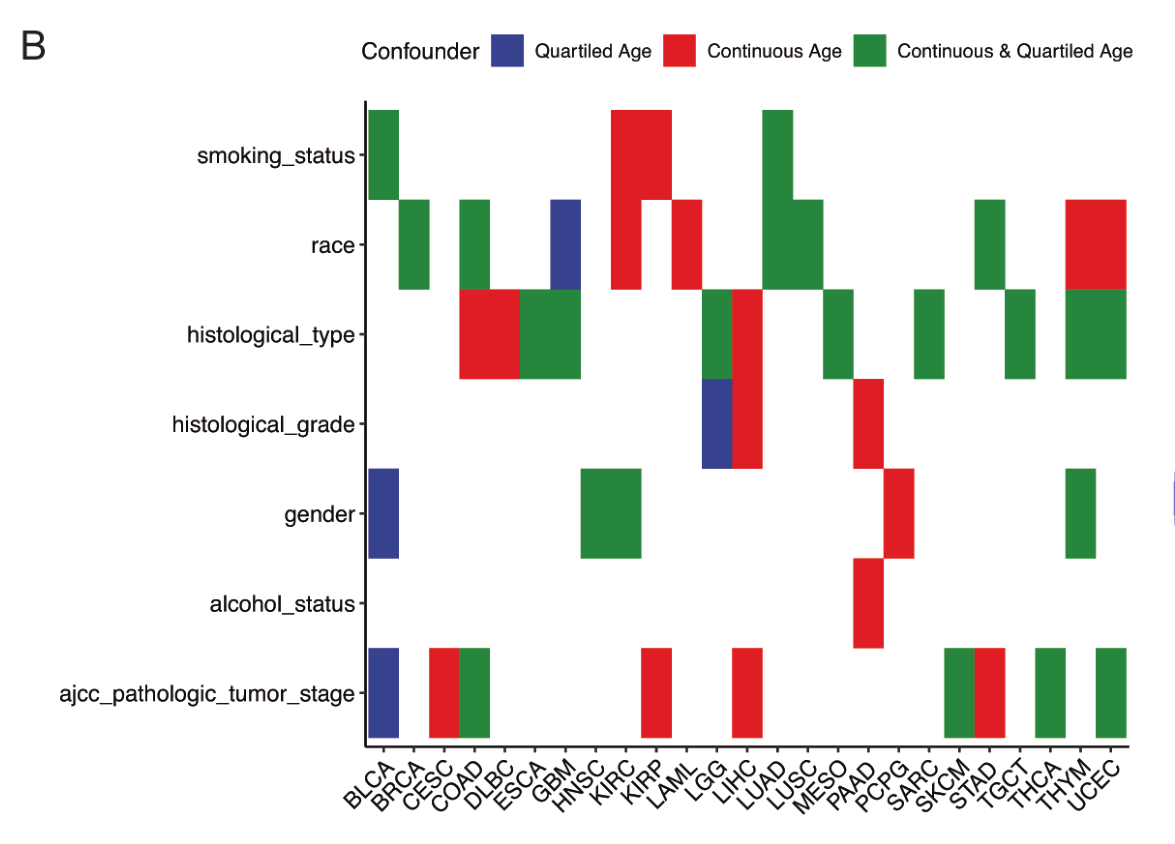 B
Confounder Quartiled Age Continuous Age Continuous & Quartiled Age
smoking_status
race
histological_type
histological_grade
gender
alcohol_status
ajcc_pathologic_tumor_stage
BLCA BRCA CESC COAD DLBC ESCA GBM HNSC KIRC KIRP LAML LGG LIHC LUAD LUSC MESO PAAD PCPG SARC SKCM STAD TGCT THCA THYM UCEC